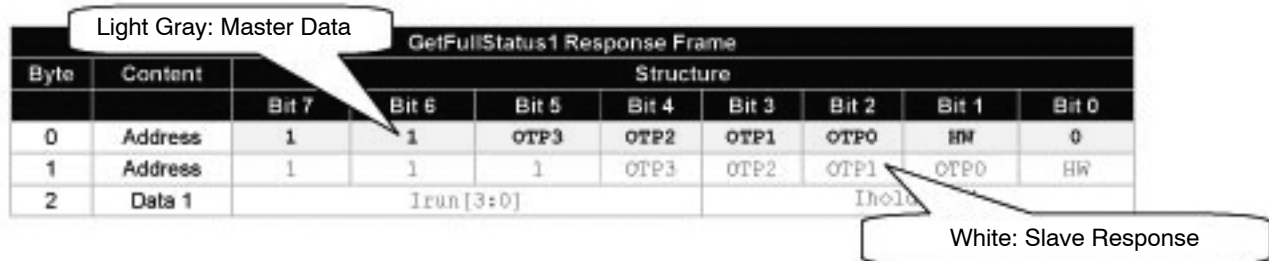 Light Gray: Master Data
GetFullStatus1 Response Frame
Byte Content Structure
Bit 7 Bit 6 Bit 5 Bit 4 Bit 3 Bit 2 Bit 1 Bit 0
0 Address 1 1 OTP3 OTP2 OTP1 OTP0 HW 0
1 Address 1 1 1 OTP3 OTP2 OTP1 OTP0 HW
2 Data 1 Irun[3:0]
White: Slave Response